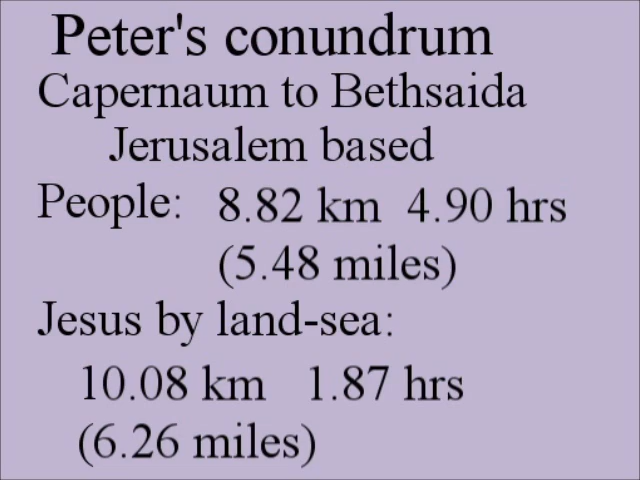 Peter's conundrum
Capernaum to Bethsaida
Jerusalem based
People: 8.82 km 4.90 hrs
(5.48 miles)
Jesus by land-sea:
10.08 km 1.87 hrs
(6.26 miles)